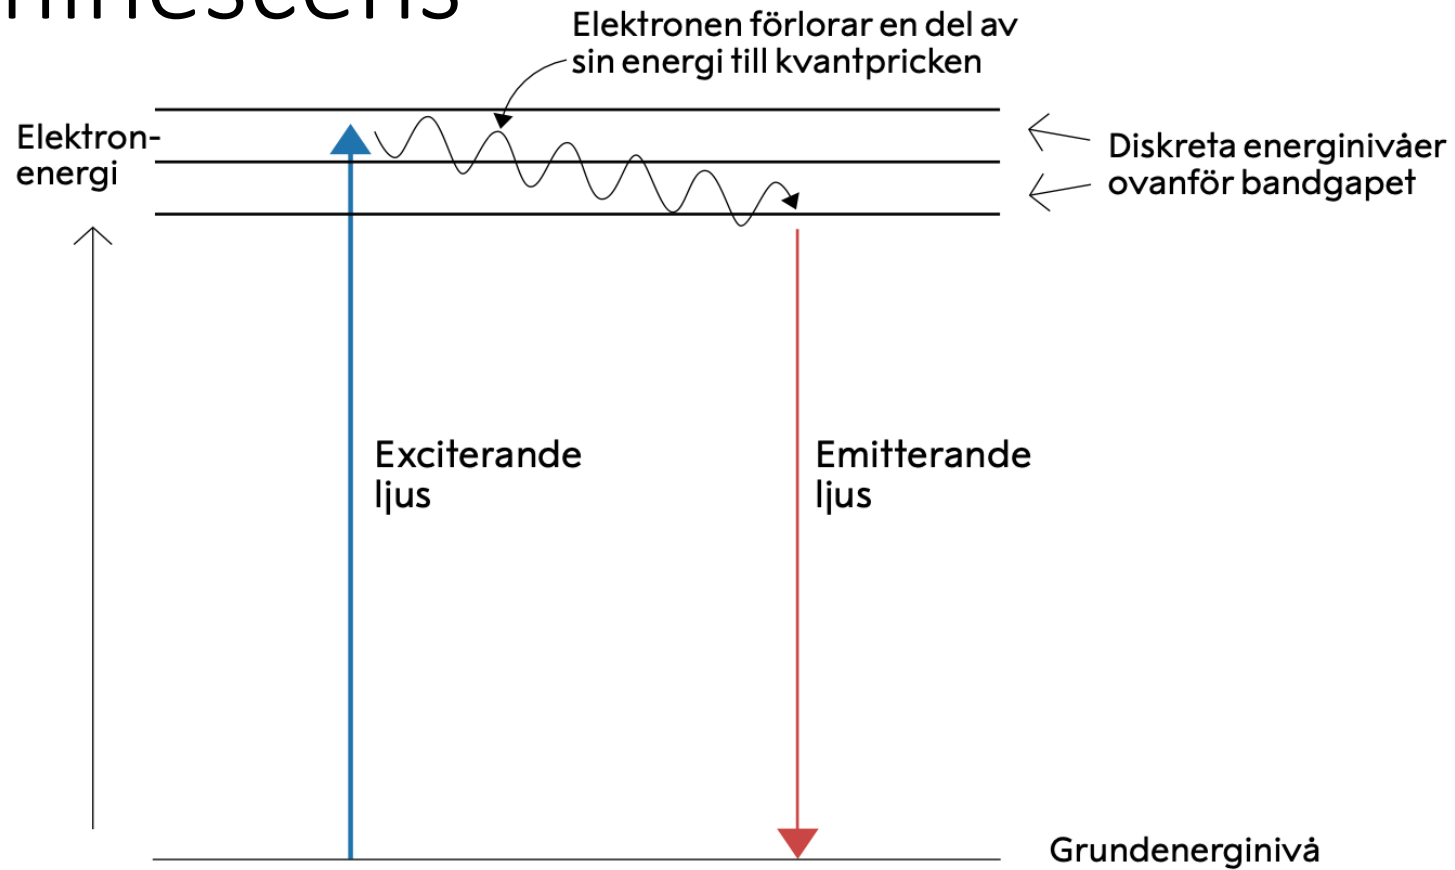 Elektronen förlorar en del av
sin energi till kvantpricken
Elektron-
energi
Diskreta energinivåer
ovanför bandgapet
Exciterande
ljus
Emitterande
ljus
Grundenerginivå